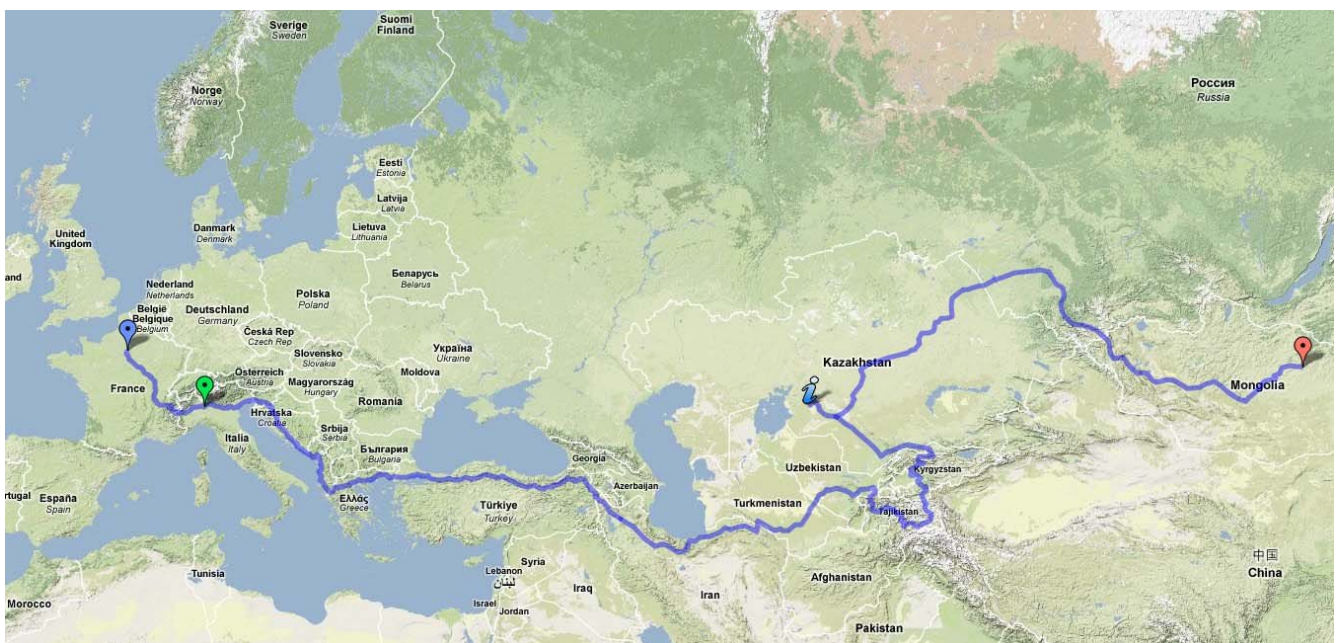 Sverige
Sweden
Suomi
Finland
Norge
Norway
Россия
Russia
Eesti
Estonia
Latvija
Latvia
Lietuva
Lithuania
Danmark
Denmark
United
Kingdom
and
Nederland
Netherlands
België
Belgique
Belgium
Deutschland
Germany
Polska
Poland
Беларусь
Belarus
Česká Rep
Czech Rep
Slovensko
Slovakia
Україна
Ukraine
Österreich
Austria
Magyarország
Hungary
Moldova
France
Romania
Hrvatska
Croatia
Kazakhstan
Mongolia
Italia
Italy
Srbija
Serbia
България
Bulgaria
Georgia
Azerbaijan
Uzbekistan
Kyrgyzstan
Turkmenistan
Tajikistan
rtugal
España
Spain
Ελλάς
Greece
Türkiye
Turkey
Tunisia
Syria
Lebanon
لبنان
Iraq
Iran
Afghanistan
Israel
Jordan
Morocco
Pakistan
中国
China